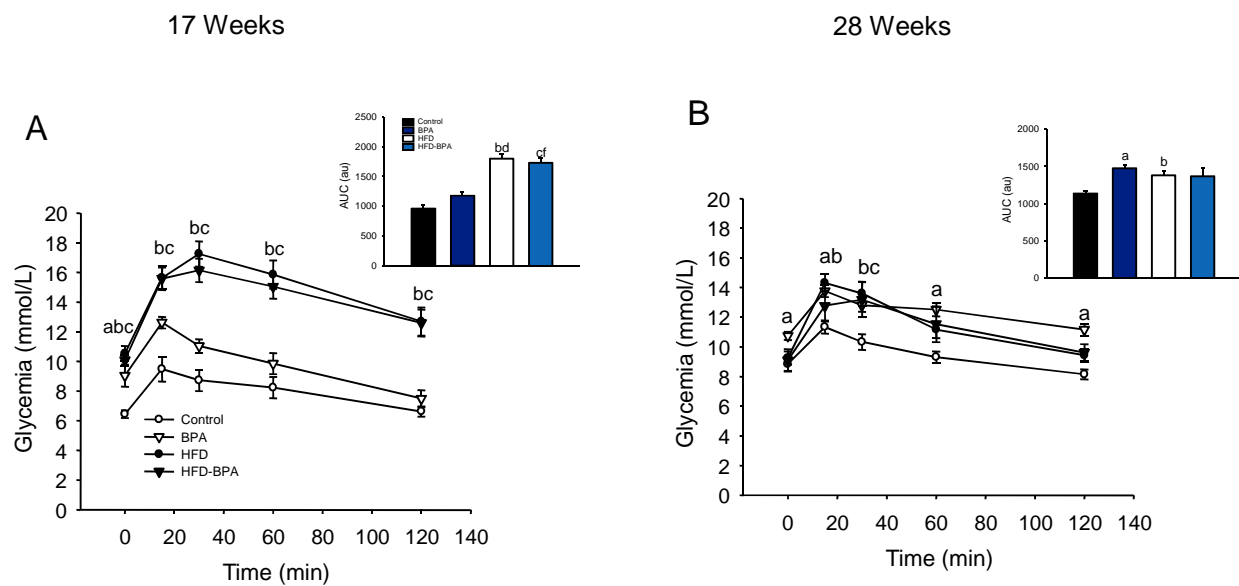 17 Weeks
28 Weeks
A
2500
2000
1500
1000
500
0
AUC (au)
Control
BPA
HFD
HFD-BPA
bd
cf
20
18
16
14
12
10
8
6
4
2
0
Glycemia (mmol/L)
abc
bc
bc
bc
bc
Control
BPA
HFD
HFD-BPA
0 20 40 60 80 100 120 140
Time (min)
B
2000
1500
1000
500
0
AUC (au)
a
b
20
18
16
14
12
10
8
6
4
2
0
Glycemia (mmol/L)
a
ab
bc
a
a
0 20 40 60 80 100 120 140
Time (min)